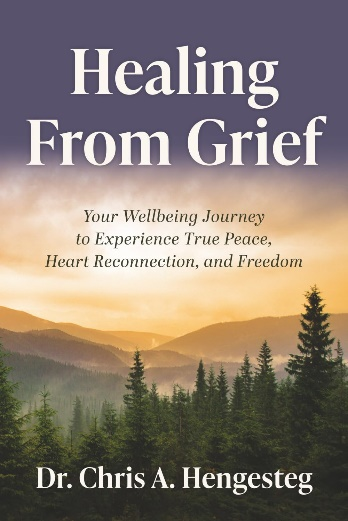 Healing
From Grief
Your Wellbeing Journey
to Experience True Peace,
Heart Reconnection, and Freedom
Dr. Chris A. Hengesteg